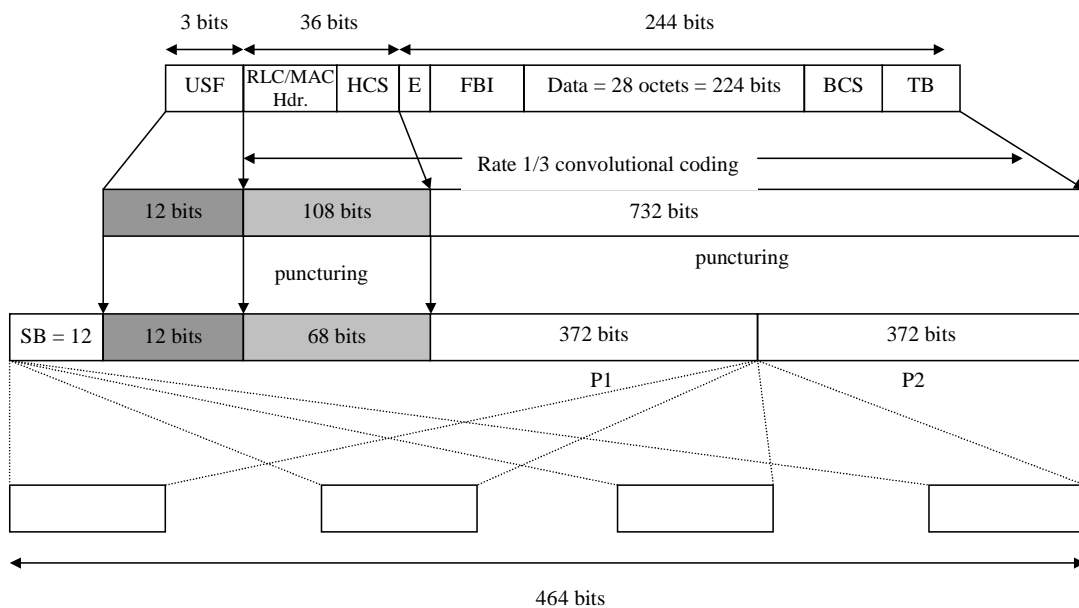 3 bits
36 bits
244 bits
USF
RLC/MAC
Hdr.
HCS
E
FBI
Data = 28 octets = 224 bits
BCS
TB
Rate 1/3 convolutional coding
12 bits
108 bits
732 bits
puncturing
puncturing
SB = 12
12 bits
68 bits
372 bits
372 bits
P1
P2
464 bits